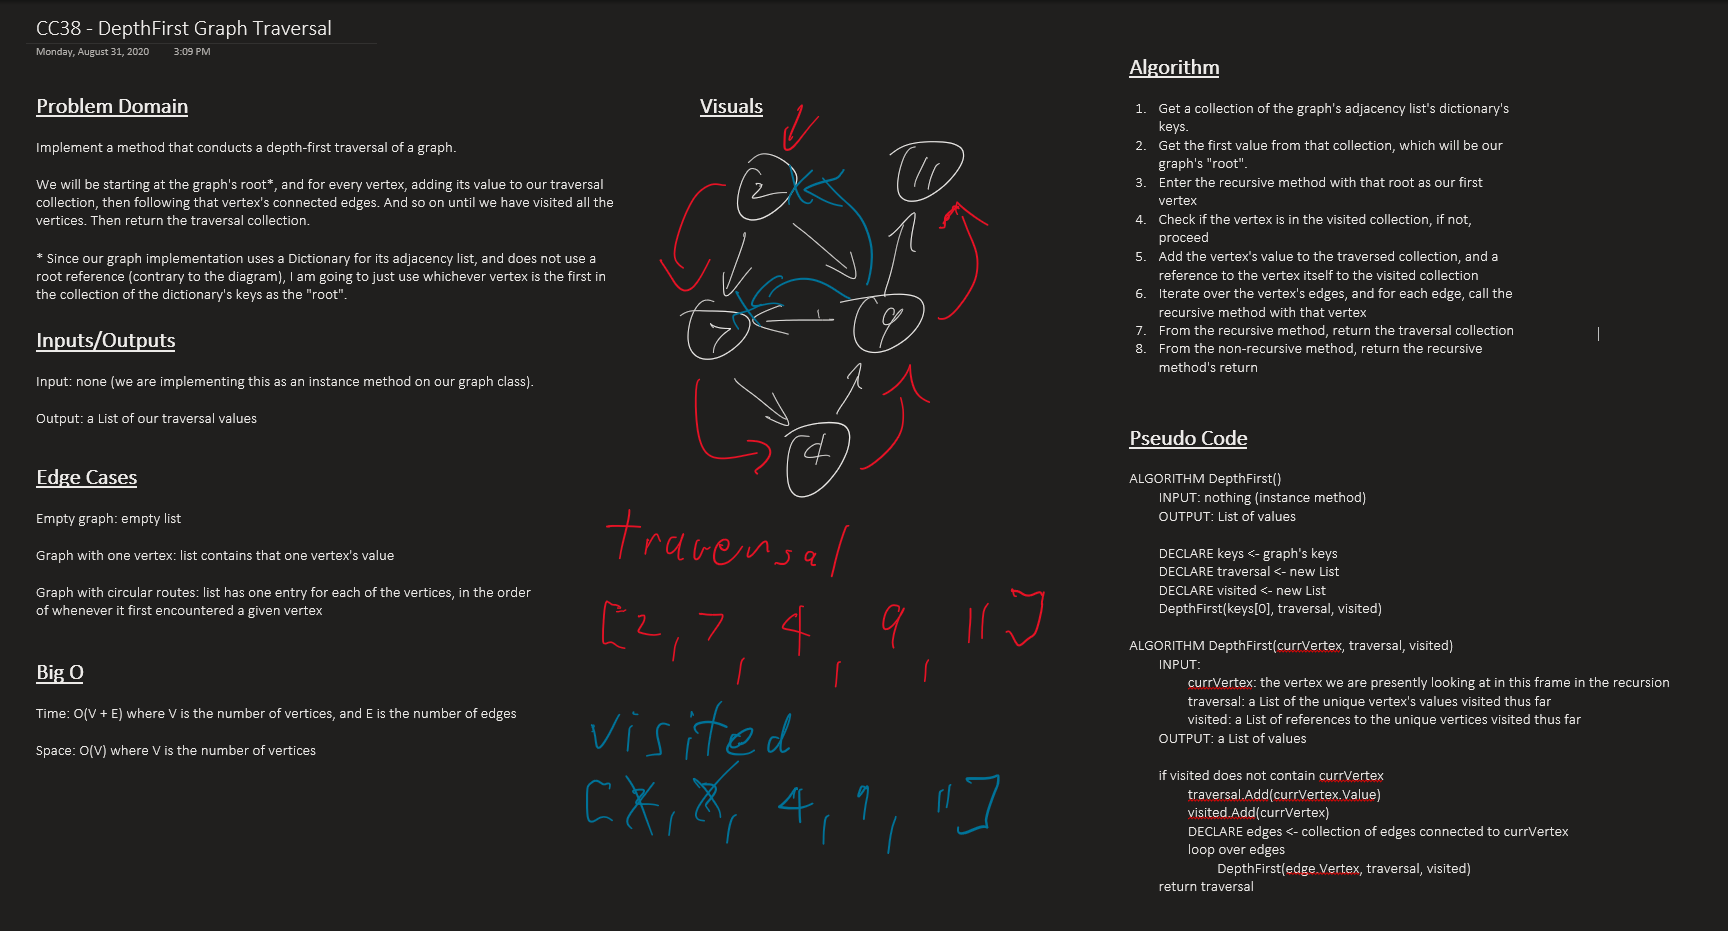 CC38 - DepthFirst Graph Traversal
Monday, August 31, 2020 3:09 PM
Problem Domain
Implement a method that conducts a depth-first traversal of a graph.
We will be starting at the graph's root*, and for every vertex, adding its value to our traversal
collection, then following that vertex's connected edges. And so on until we have visited all the
vertices. Then return the traversal collection.
* Since our graph implementation uses a Dictionary for its adjacency list, and does not use a
root reference (contrary to the diagram), I am going to just use whichever vertex is the first in
the collection of the dictionary's keys as the "root".
Inputs/Outputs
Input: none (we are implementing this as an instance method on our graph class).
Output: a List of our traversal values
Edge Cases
Empty graph: empty list
Graph with one vertex: list contains that one vertex's value
Graph with circular routes: list has one entry for each of the vertices, in the order
of whenever it first encountered a given vertex
Big O
Time: O(V + E) where V is the number of vertices, and E is the number of edges
Space: O(V) where V is the number of vertices
Visuals
2
11
7
9
4
traversal
[2, 7, 4, 9, 11]
visited
[2, 7, 4, 9, 11]
Algorithm
1. Get a collection of the graph's adjacency list's dictionary's
keys.
2. Get the first value from that collection, which will be our
graph's "root".
3. Enter the recursive method with that root as our first
vertex
4. Check if the vertex is in the visited collection, if not,
proceed
5. Add the vertex's value to the traversed collection, and a
reference to the vertex itself to the visited collection
6. Iterate over the vertex's edges, and for each edge, call the
recursive method with that vertex
7. From the recursive method, return the traversal collection
8. From the non-recursive method, return the recursive
method's return
Pseudo Code
ALGORITHM DepthFirst()
INPUT: nothing (instance method)
OUTPUT: List of values
DECLARE keys <- graph's keys
DECLARE traversal <- new List
DECLARE visited <- new List
DepthFirst(keys[0], traversal, visited)
ALGORITHM DepthFirst(currVertex, traversal, visited)
INPUT:
currVertex: the vertex we are presently looking at in this frame in the recursion
traversal: a List of the unique vertex's values visited thus far
visited: a List of references to the unique vertices visited thus far
OUTPUT: a List of values
if visited does not contain currVertex
traversal.Add(currVertex.Value)
visited.Add(currVertex)
DECLARE edges <- collection of edges connected to currVertex
loop over edges
DepthFirst(edge.Vertex, traversal, visited)
return traversal